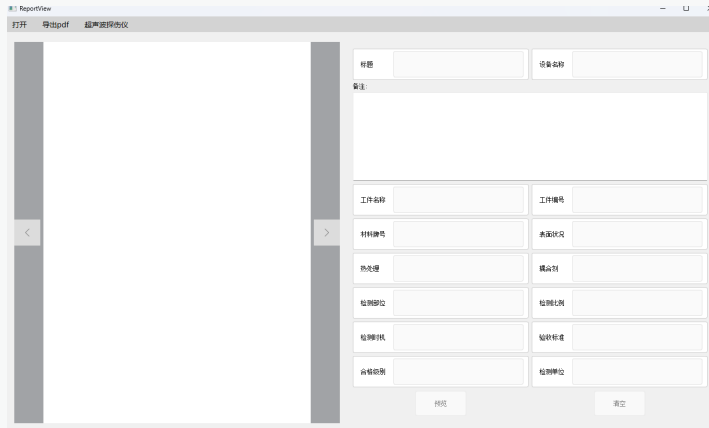 ReportView
打开 导出pdf 超声波探伤仪
标题 设备名称
备注:
工件名称 工件编号
材料牌号 表面状况
热处理 耦合剂
检测部位 检测比例
检测时机 验收标准
合格级别 检测单位
预览 清空